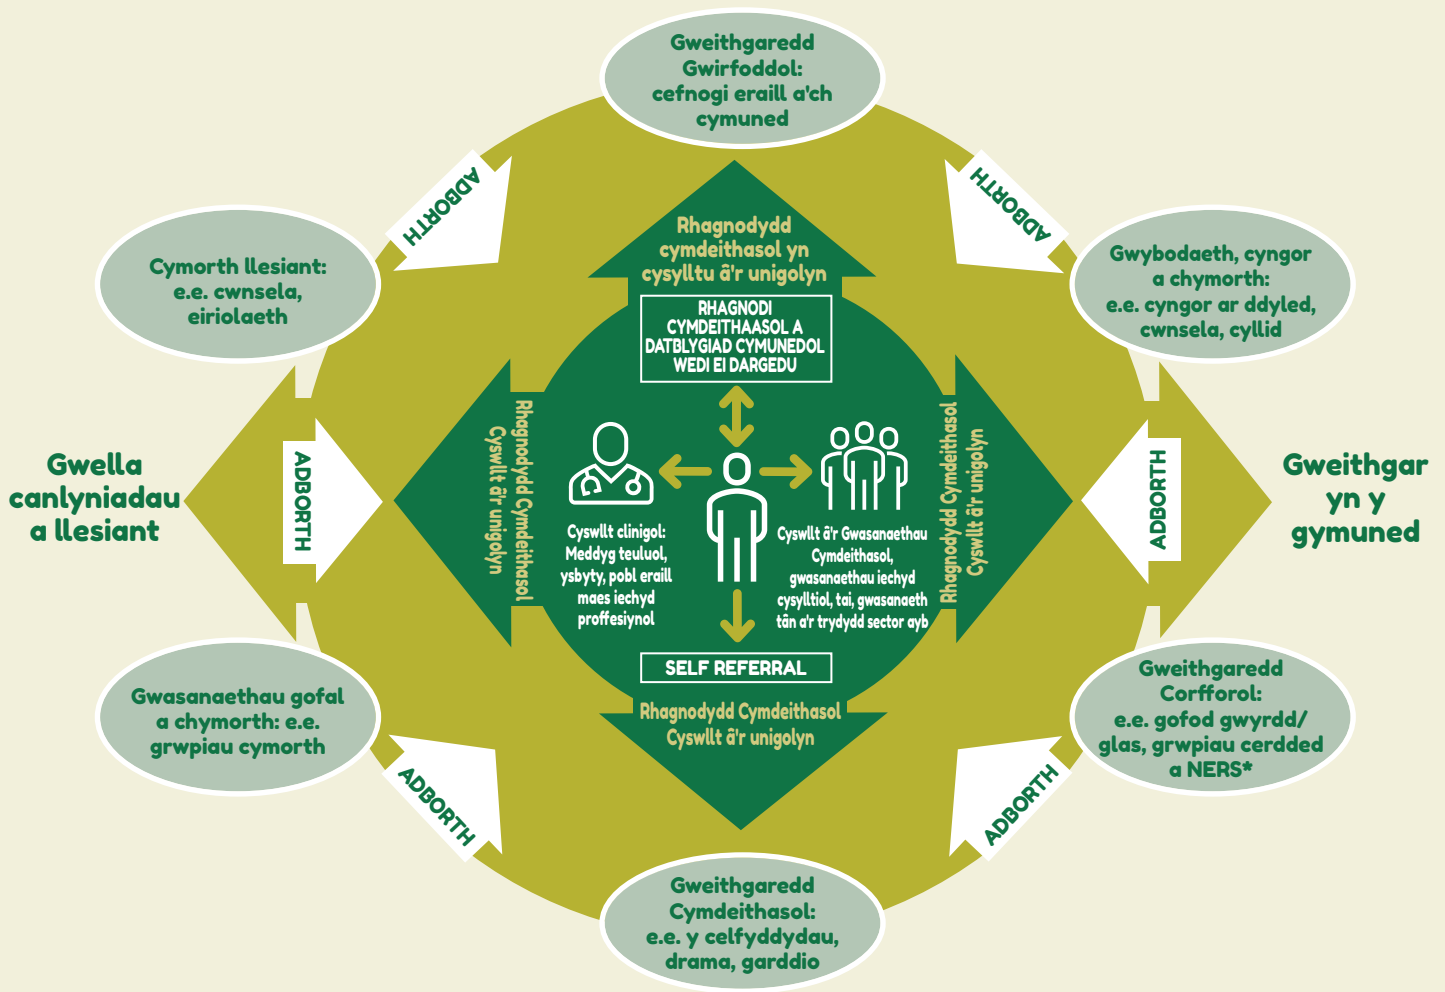 Gweithgaredd
Gwirfoddol:
cefnogi eraill a'ch
cymuned
ADBORTH
ADBORTH
Cymorth llesiant:
e.e. cwnsela,
eiriolaeth
Gwybodaeth, cyngor
a chymorth:
e.e. cyngor ar ddyled,
cwnsela, cyllid
Rhagnodydd
cymdeithasol yn
cysylltu â'r unigolyn
RHAGNODI
CYMDEITHAASOL A
DATBLYGIAD CYMUNEDOL
WEDI EI DARGEDU
Gwella
canlyniadau
a llesiant
ADBORTH
Rhagnodydd Cymdeithasol
Cyswllt â'r unigolyn
Cyswllt clinigol:
Meddyg teuluol,
ysbyty, pobl eraill
maes iechyd
proffesiynol
Cyswllt â'r Gwasanaethau
Cymdeithasol,
gwasanaethau iechyd
cysylltiol, tai, gwasanaeth
tân a'r trydydd sector ayb
Rhagnodydd Cymdeithasol
Cyswllt â'r unigolyn
ADBORTH
Gweithgar
yn y
gymuned
SELF REFERRAL
Rhagnodydd Cymdeithasol
Cyswllt â'r unigolyn
Gwasanaethau gofal
a chymorth: e.e.
grwpiau cymorth
Gweithgaredd
Corfforol:
e.e. gofod gwyrdd/
glas, grwpiau cerdded
a NERS*
ADBORTH
ADBORTH
Gweithgaredd
Cymdeithasol:
e.e. y celfyddydau,
drama, garddio